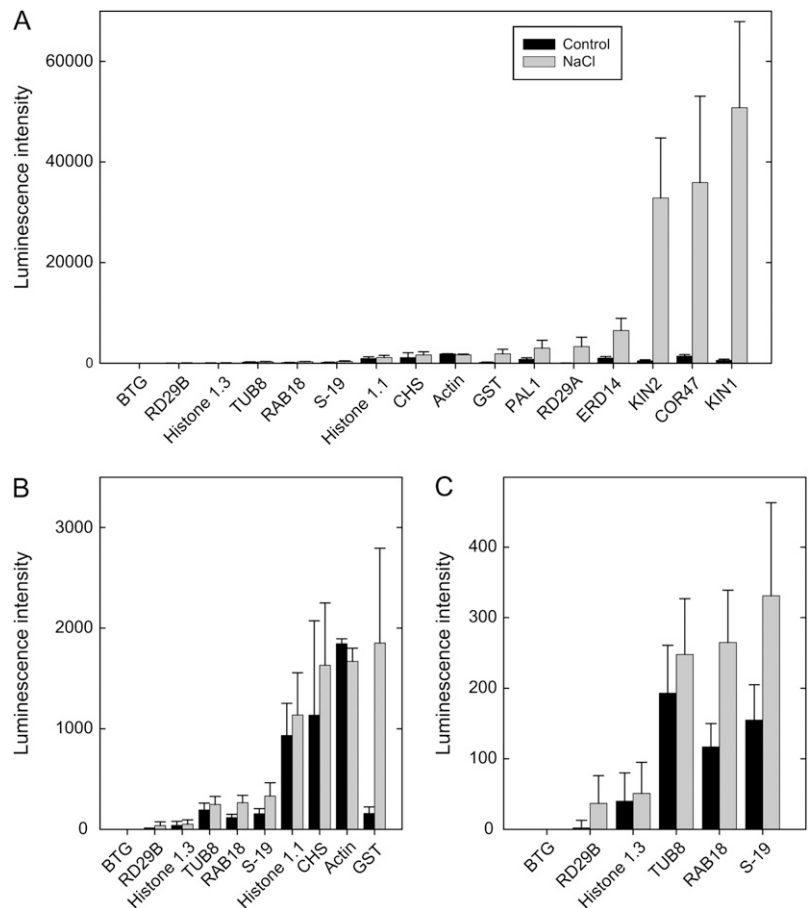 A
Luminescence intensity
60000
40000
20000
0
Control
NaCl
BTG
RD29B
Histone 1.3
TUB8
RAB18
S-19
Histone 1.1
CHS
Actin
GST
PAL1
RD29A
ERD14
KIN2
COR47
KIN1
B
Luminescence intensity
3000
2000
1000
0
BTG
RD29B
Histone 1.3
TUB8
RAB18
S-19
Histone 1.1
CHS
Actin
GST
C
Luminescence intensity
400
300
200
100
0
BTG
RD29B
Histone 1.3
TUB8
RAB18
S-19